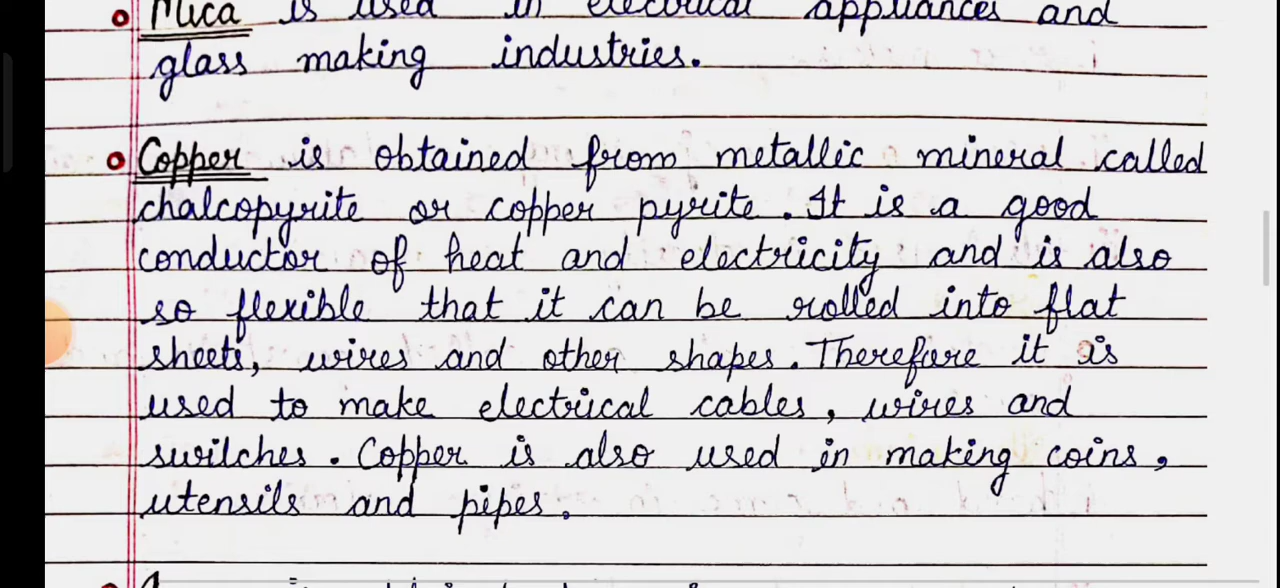 • Mica is used in electrical appliances and
glass making industries.
• Copper is obtained from metallic mineral called
chalcopyrite or copper pyrite. It is a good
conductor of heat and electricity and is also
so flexible that it can be rolled into flat
sheets, wires and other shapes. Therefore it is
used to make electrical cables, wires and
switches. Copper is also used in making coins,
utensils and pipes.